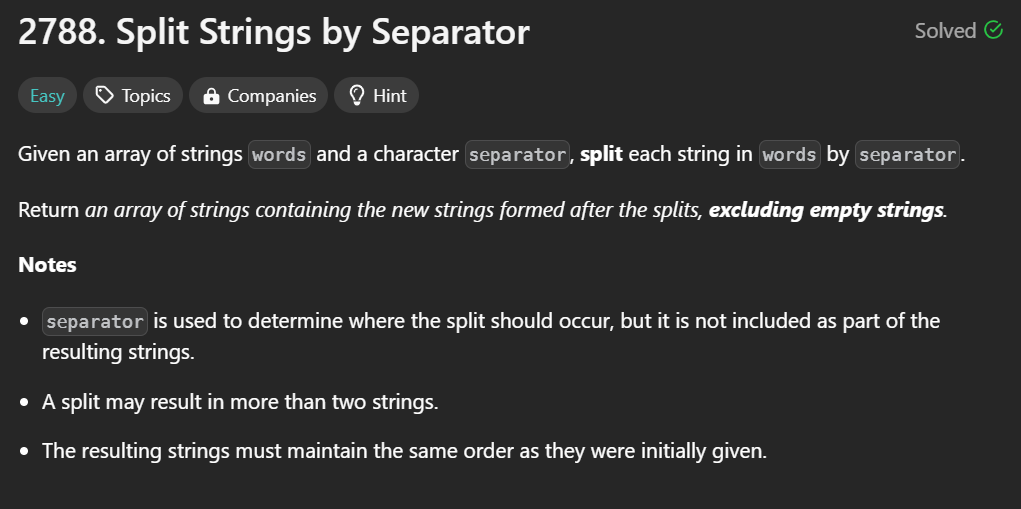 2788. Split Strings by Separator
Solved
Easy Topics Companies Hint
Given an array of strings words and a character separator, split each string in words by separator.
Return an array of strings containing the new strings formed after the splits, excluding empty strings.
Notes
• separator is used to determine where the split should occur, but it is not included as part of the
resulting strings.
• A split may result in more than two strings.
• The resulting strings must maintain the same order as they were initially given.